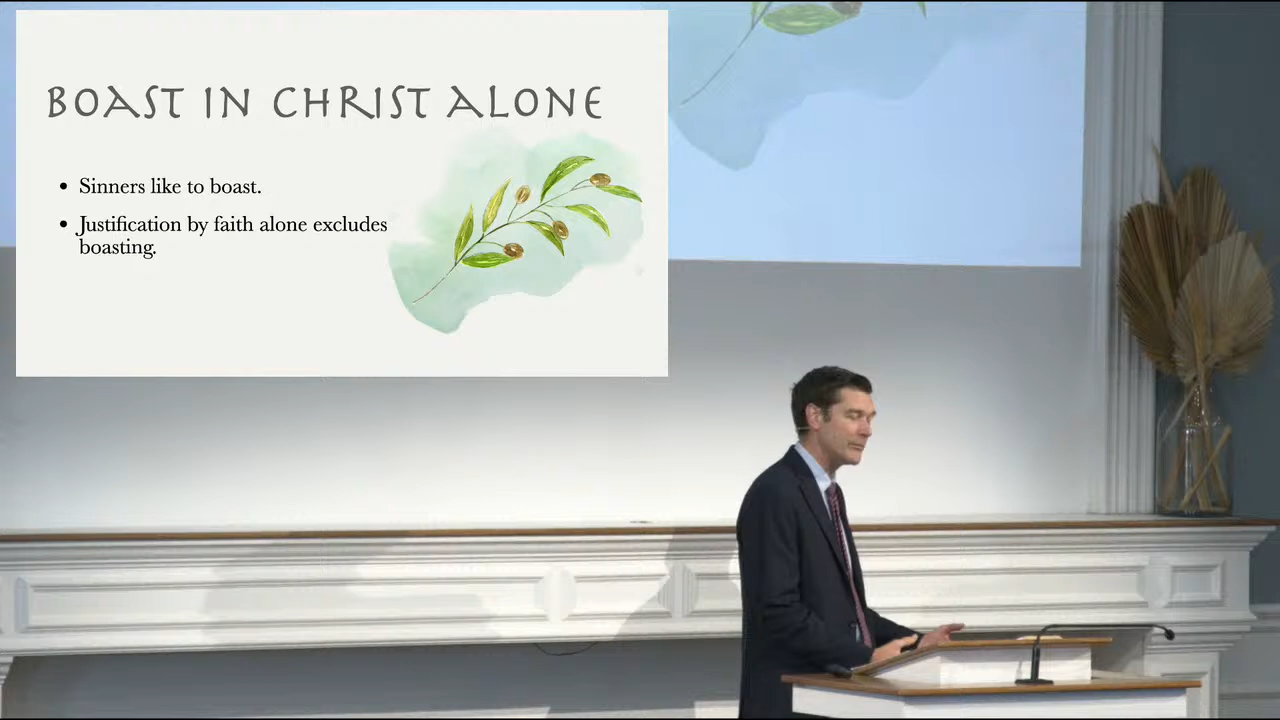 BOAST IN CHRIST ALONE
• Sinners like to boast.
• Justification by faith alone excludes
boasting.